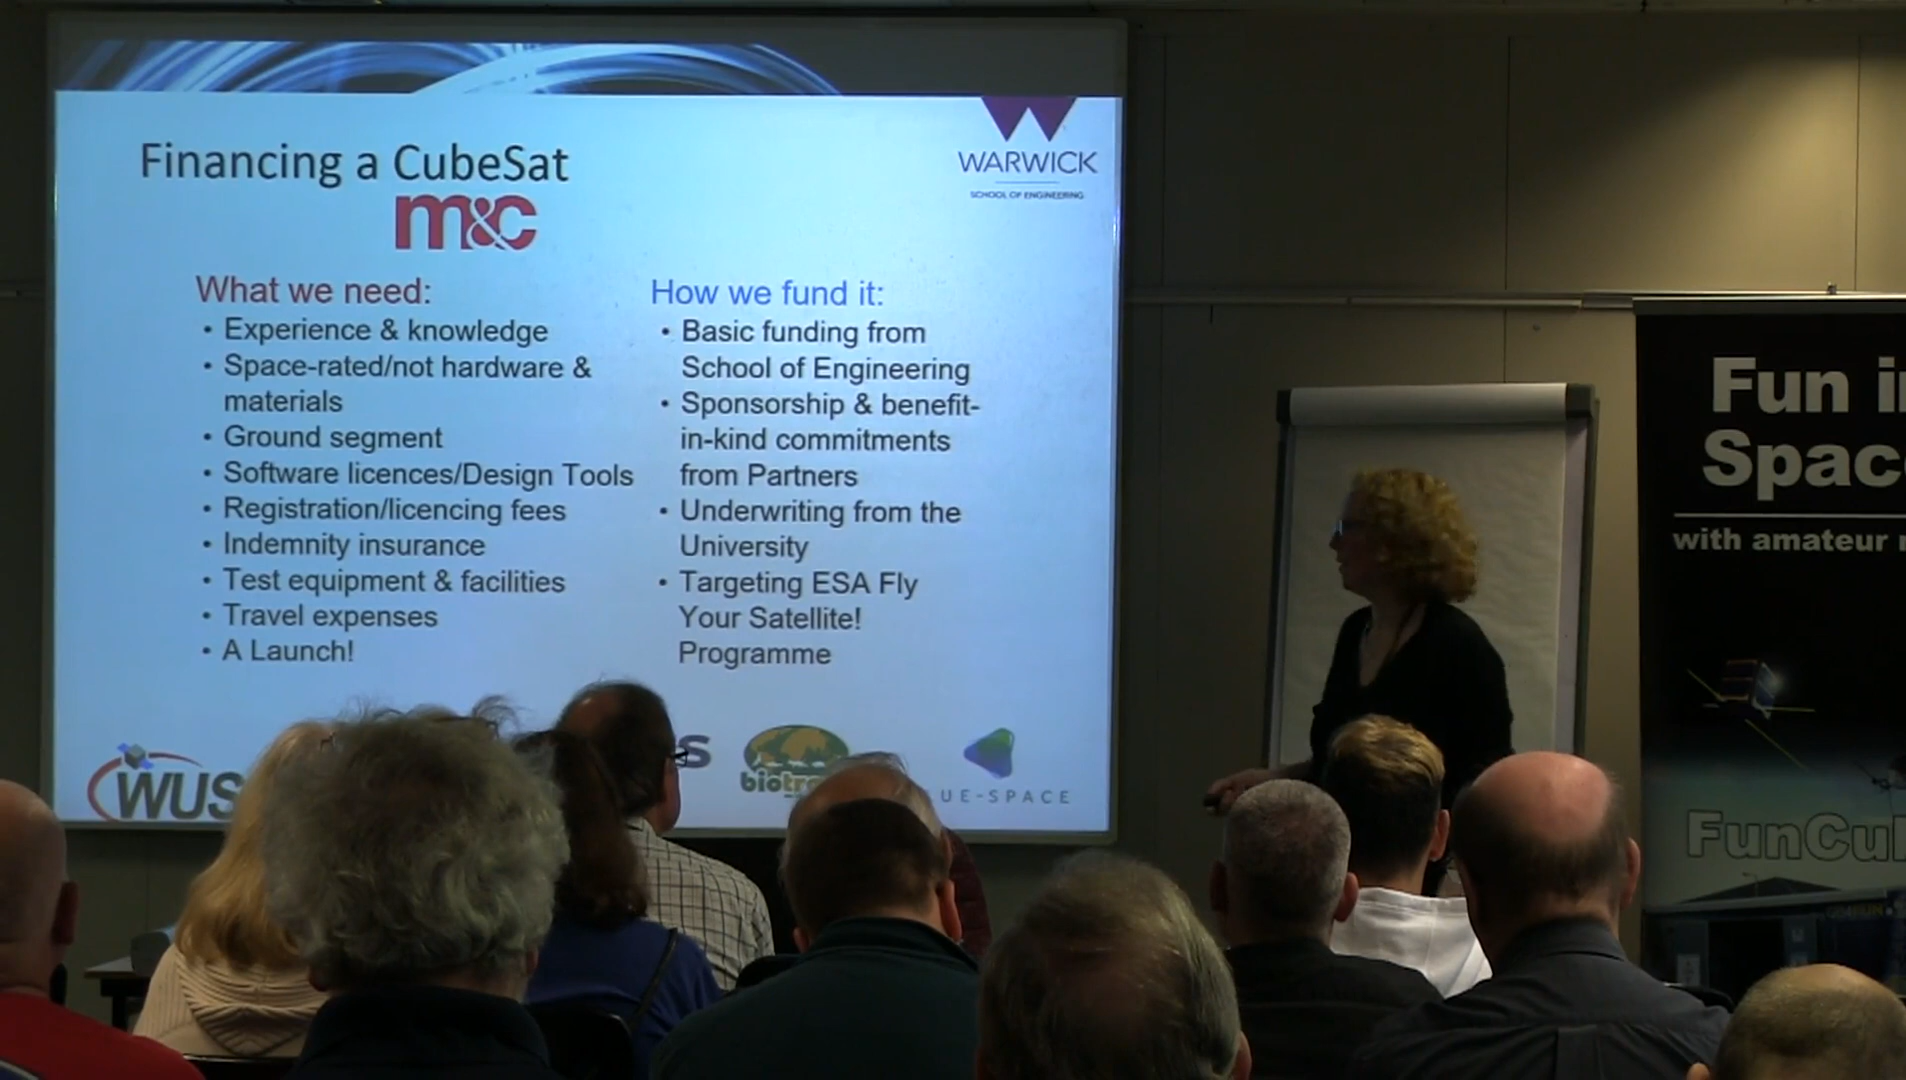 Financing a CubeSat
m&c
WARWICK
SCHOOL OF ENGINEERING
What we need:
• Experience & knowledge
• Space-rated/not hardware &
materials
• Ground segment
• Software licences/Design Tools
• Registration/licencing fees
• Indemnity insurance
• Test equipment & facilities
• Travel expenses
• A Launch!
How we fund it:
• Basic funding from
School of Engineering
• Sponsorship & benefit-
in-kind commitments
from Partners
• Underwriting from the
University
• Targeting ESA Fly
Your Satellite!
Programme
WUS
S
biotr
UE-SPACE
Fun i
Spac
with amateur
FunCu